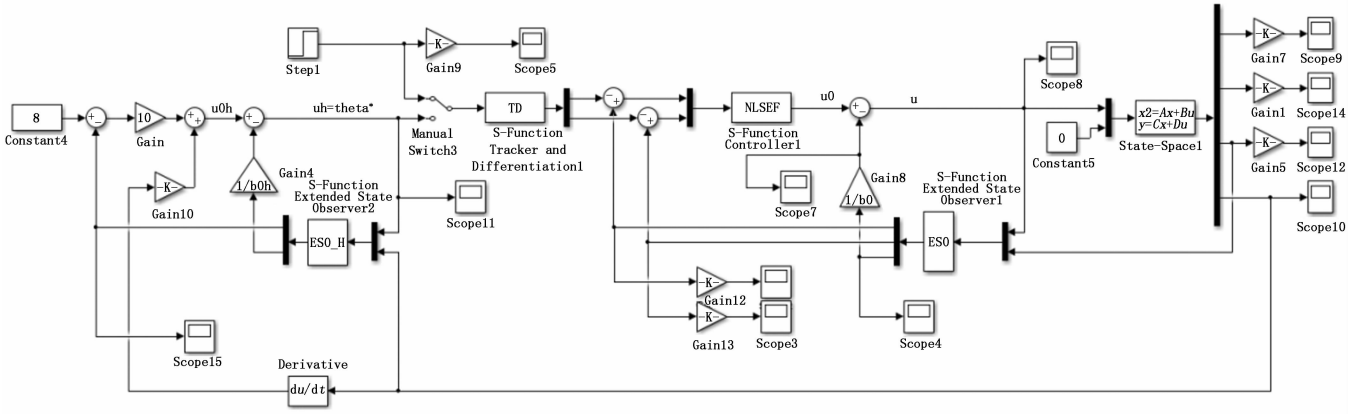 Step1
-K-
Gain9
Scope5
8
Constant4
10
Gain
u0h
uh=theta*
Manual
Switch3
TD
S-Function
Tracker and
Differentiation1
NLSEF
S-Function
Controller1
u0
u
Scope8
0
Constant5
x2=Ax+Bu
y=Cx+Du
State-Space1
-K-
Gain7
Scope9
-K-
Gain1
Scope14
-K-
Gain5
Scope12
Scope10
-K-
Gain10
1/b0h
Gain4
S-Function
Extended State
Observer2
ESO_H
Scope11
Scope7
Gain8
1/b0
S-Function
Extended State
Observer1
ESO
-K-
Gain12
-K-
Gain13
Scope3
Scope4
Scope15
Derivative
du/dt